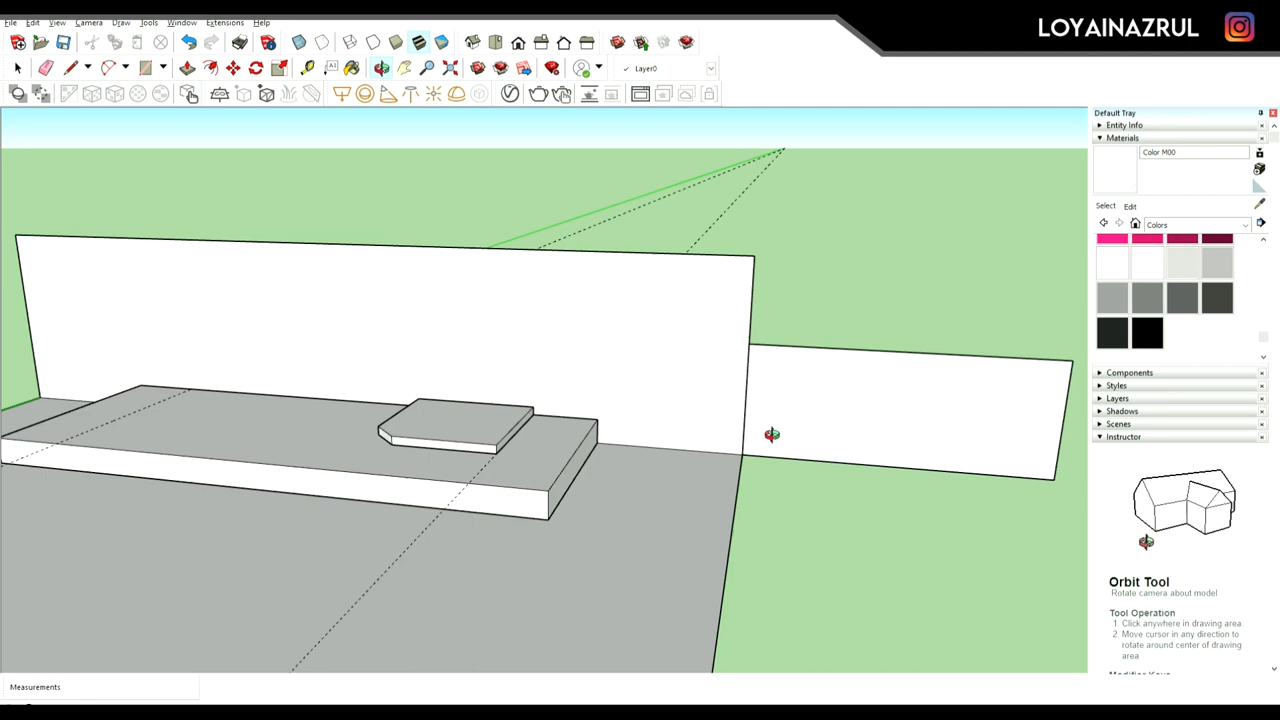 LOYAINAZRUL
File Edit View Camera Draw Tools Window Extensions Help
Layer0
Default Tray
Entity Info
Materials
Color M00
Select Edit
Colors
Components
Styles
Layers
Shadows
Scenes
Instructor
Orbit Tool
Rotate camera about model
Tool Operation
1 Click anywhere in drawing area
2 Move cursor in any direction to
rotate around center of drawing
area
Measurements